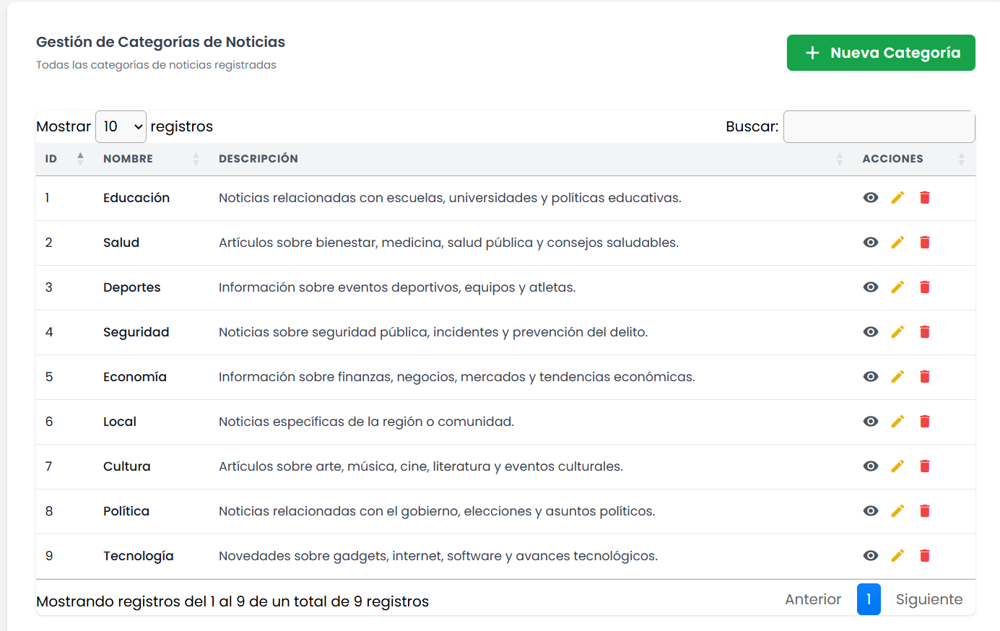 Gestión de Categorías de Noticias
Todas las categorías de noticias registradas
Nueva Categoría
Mostrar 10 registros Buscar:
ID NOMBRE DESCRIPCIÓN ACCIONES
1 Educación Noticias relacionadas con escuelas, universidades y políticas educativas.
2 Salud Artículos sobre bienestar, medicina, salud pública y consejos saludables.
3 Deportes Información sobre eventos deportivos, equipos y atletas.
4 Seguridad Noticias sobre seguridad pública, incidentes y prevención del delito.
5 Economía Información sobre finanzas, negocios, mercados y tendencias económicas.
6 Local Noticias específicas de la región o comunidad.
7 Cultura Artículos sobre arte, música, cine, literatura y eventos culturales.
8 Política Noticias relacionadas con el gobierno, elecciones y asuntos políticos.
9 Tecnología Novedades sobre gadgets, internet, software y avances tecnológicos.
Mostrando registros del 1 al 9 de un total de 9 registros Anterior 1 Siguiente